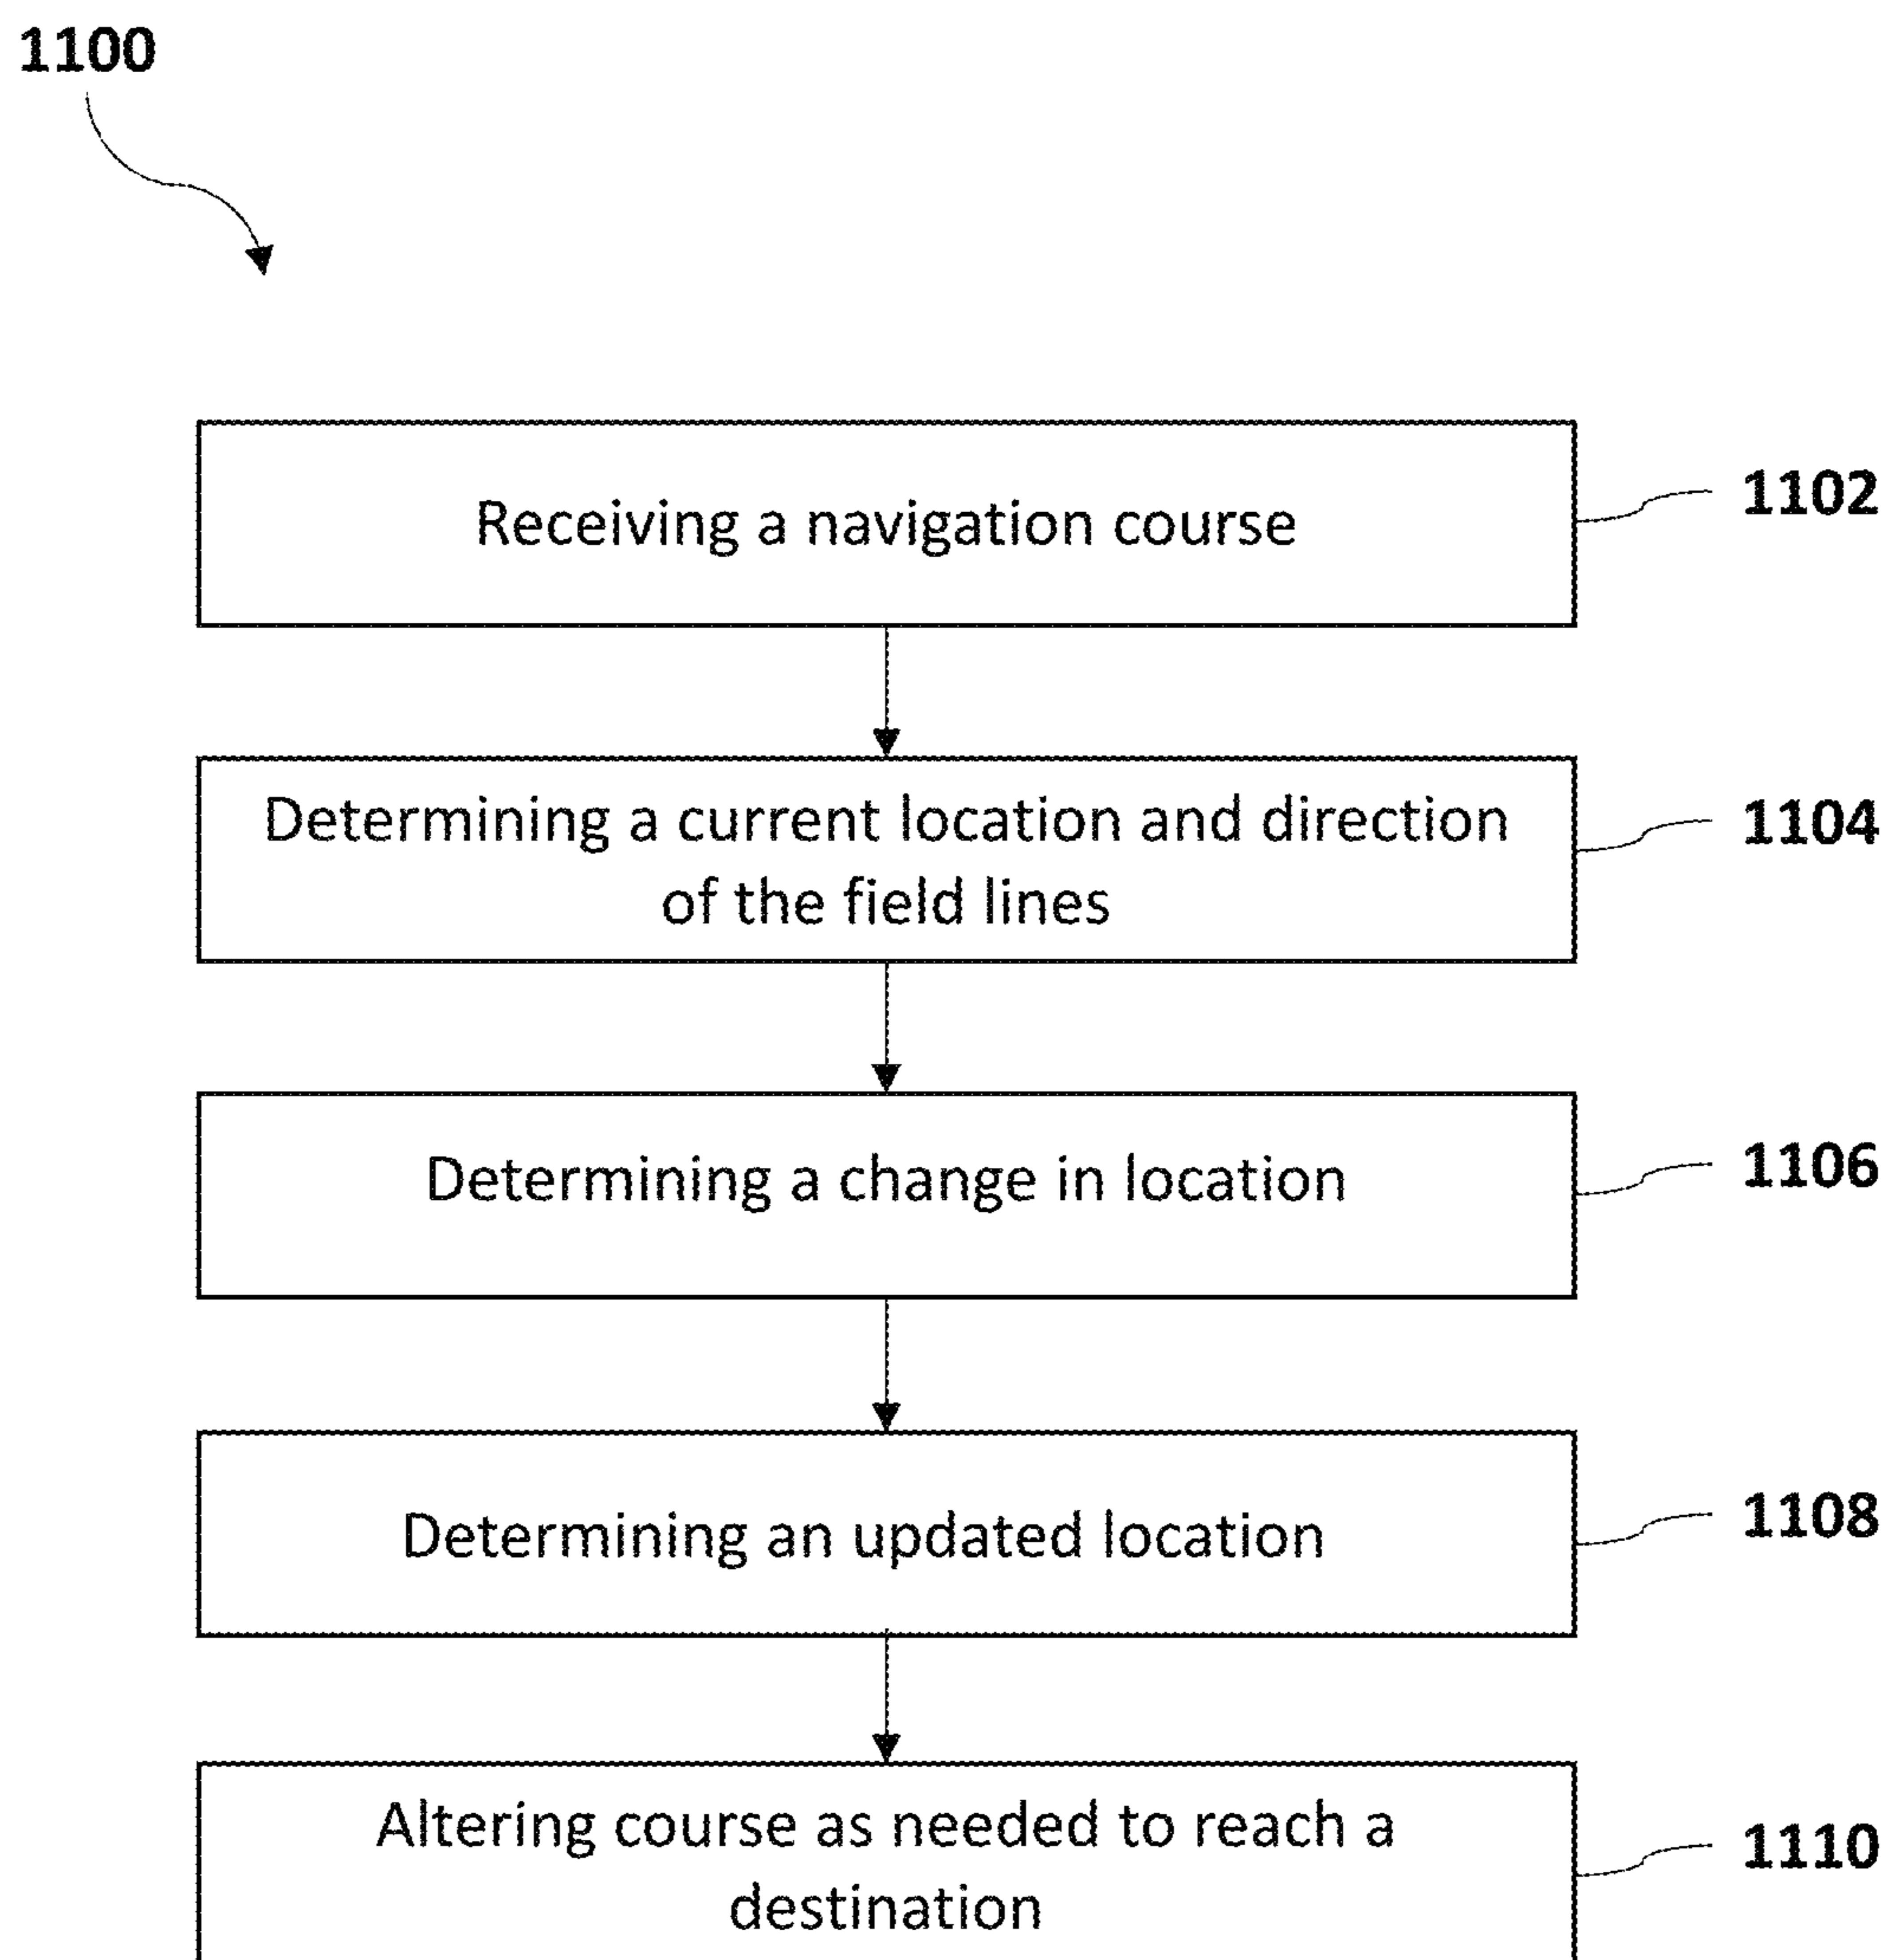 1100
Receiving a navigation course
1102
Determining a current location and direction
of the field lines
1104
Determining a change in location
1106
Determining an updated location
1108
Altering course as needed to reach a
destination
1110